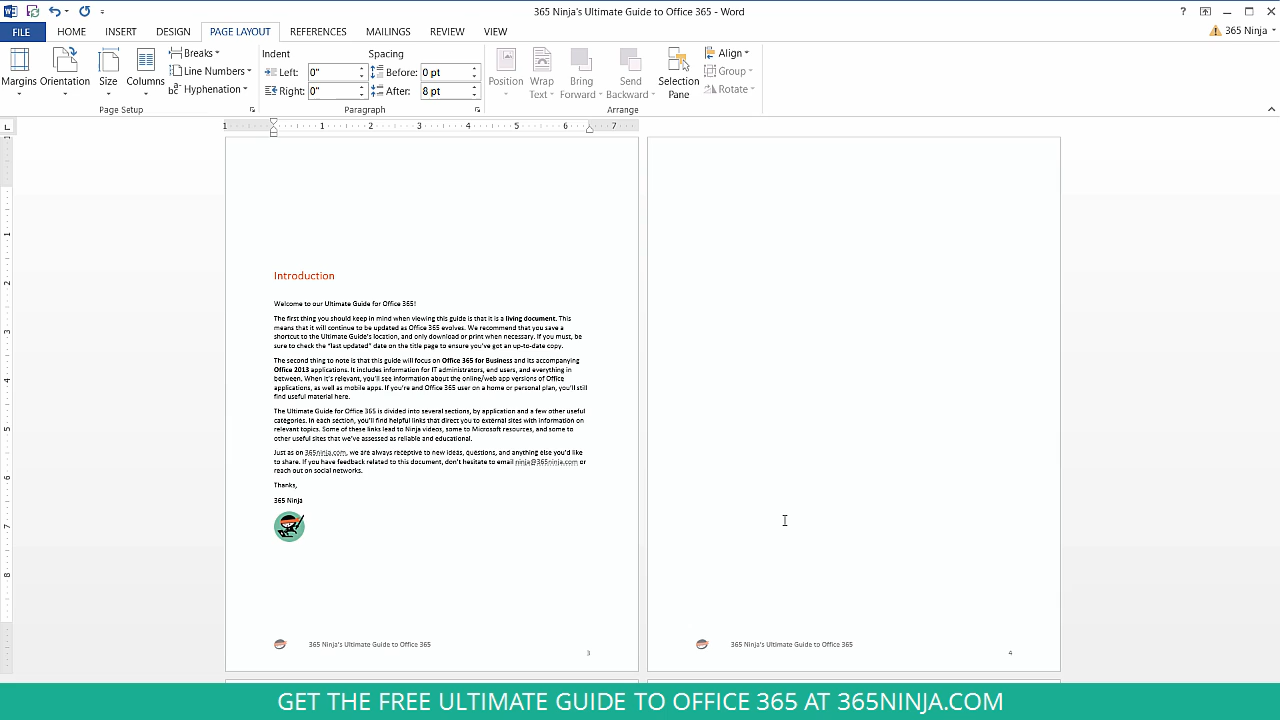 365 Ninja's Ultimate Guide to Office 365 - Word
?
FILE
HOME
INSERT
DESIGN
PAGE LAYOUT
REFERENCES
MAILINGS
REVIEW
VIEW
365 Ninja
Margins
Orientation
Size
Columns
Breaks
Line Numbers
Hyphenation
Page Setup
Indent
Left: 0"
Right: 0"
Spacing
Before: 0 pt
After: 8 pt
Paragraph
Position
Wrap
Text
Bring
Forward
Send
Backward
Selection
Pane
Align
Group
Rotate
Arrange
1 1 2 3 4 5 6 7
1
2
3
4
5
6
7
8
Introduction
Welcome to our Ultimate Guide for Office 365!
The first thing you should keep in mind when viewing this guide is that it is a living document. This
means that it will continue to be updated as Office 365 evolves. We recommend that you save a
shortcut to the Ultimate Guide's location, and only download or print when necessary. If you must, be
sure to check the "last updated" date on the title page to ensure you've got an up-to-date copy.
The second thing to note is that this guide will focus on Office 365 for Business and its accompanying
Office 2013 applications. It includes information for IT administrators, end users, and everything in
between. When it's relevant, you'll see information about the online/web app versions of Office
applications, as well as mobile apps. If you're and Office 365 user on a home or personal plan, you'll still
find useful material here.
The Ultimate Guide for Office 365 is divided into several sections, by application and a few other useful
categories. In each section, you'll find helpful links that direct you to external sites with information on
relevant topics. Some of these links lead to Ninja videos, some to Microsoft resources, and some to
other useful sites that we've assessed as reliable and educational.
Just as on 365ninja.com, we are always receptive to new ideas, questions, and anything else you'd like
to share. If you have feedback related to this document, don't hesitate to email ninja@365ninja.com or
reach out on social networks.
Thanks,
365 Ninja
365 Ninja's Ultimate Guide to Office 365
3
365 Ninja's Ultimate Guide to Office 365
4
GET THE FREE ULTIMATE GUIDE TO OFFICE 365 AT 365NINJA.COM